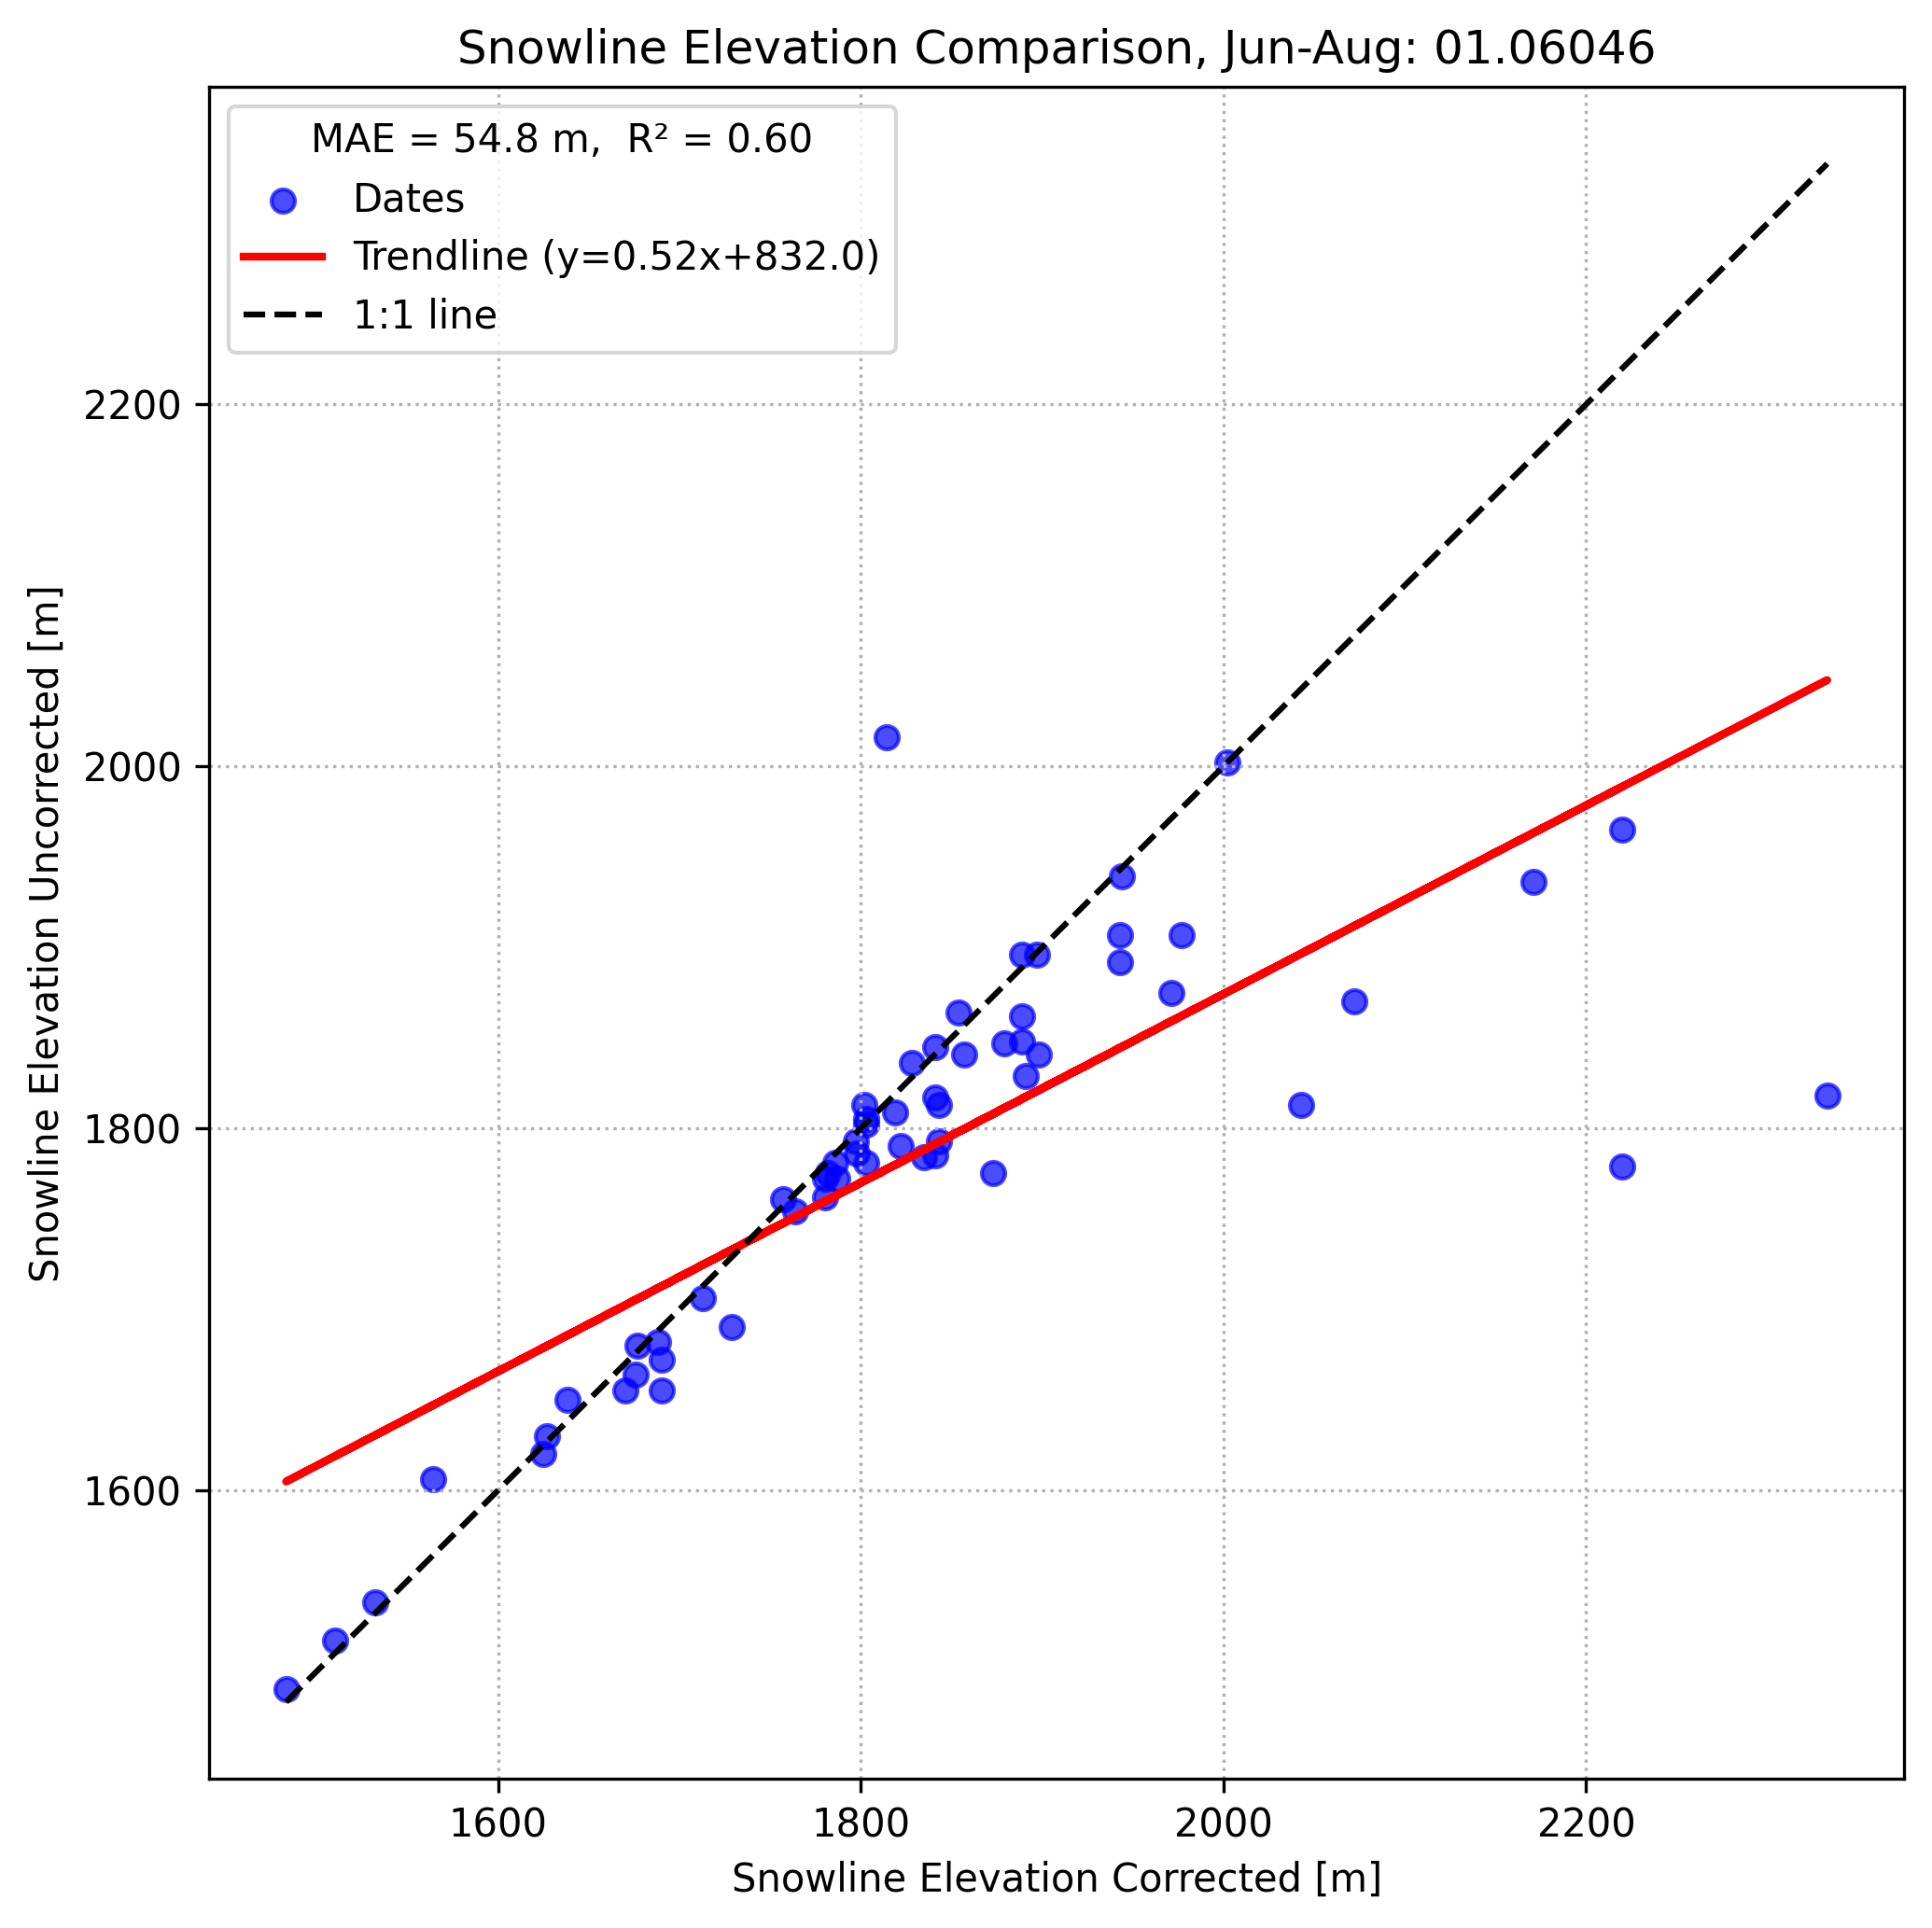 Snowline Elevation Comparison, Jun-Aug: 01.06046
MAE = 54.8 m,  R² = 0.60
Dates
Trendline (y=0.52x+832.0)
1:1 line
Snowline Elevation Uncorrected [m]
2200
2000
1800
1600
1600 1800 2000 2200
Snowline Elevation Corrected [m]